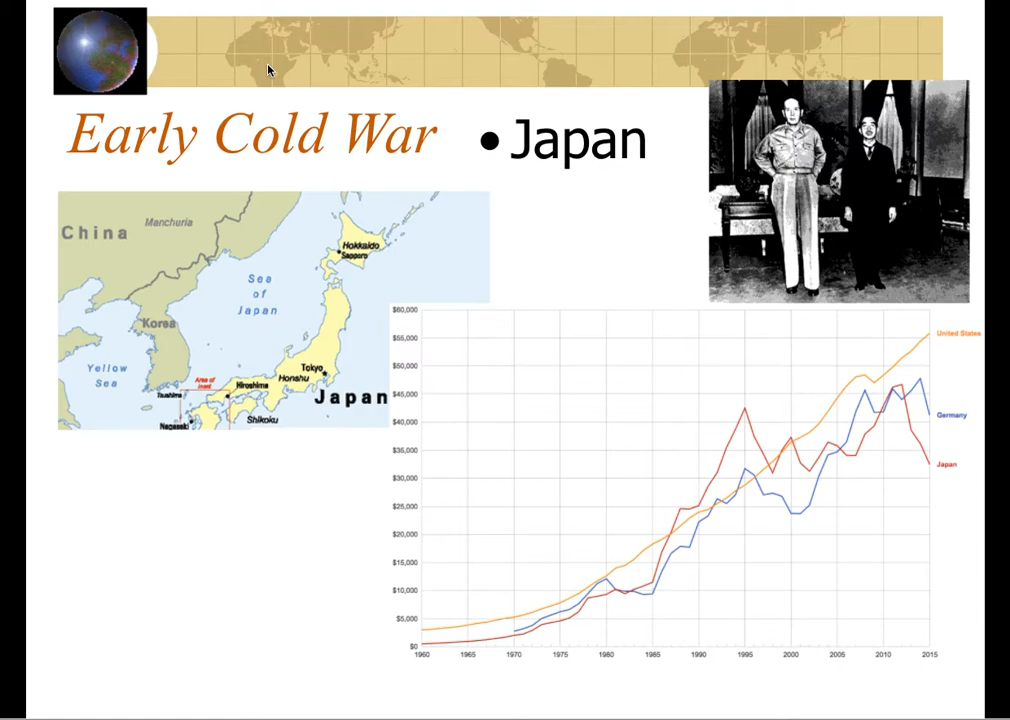 Early Cold War
• Japan
China
Manchuria
Hokkaido
Sapporo
Sea
of
Japan
Korea
Yellow
Sea
Area of
inset
Tsushima
Hiroshima
Tokyo
Honshu
Japan
Nagasaki
Shikoku
$60,000
$55,000
$50,000
$45,000
$40,000
$35,000
$30,000
$25,000
$20,000
$15,000
$10,000
$5,000
$0
United States
Germany
Japan
1960 1965 1970 1975 1980 1985 1990 1995 2000 2005 2010 2015